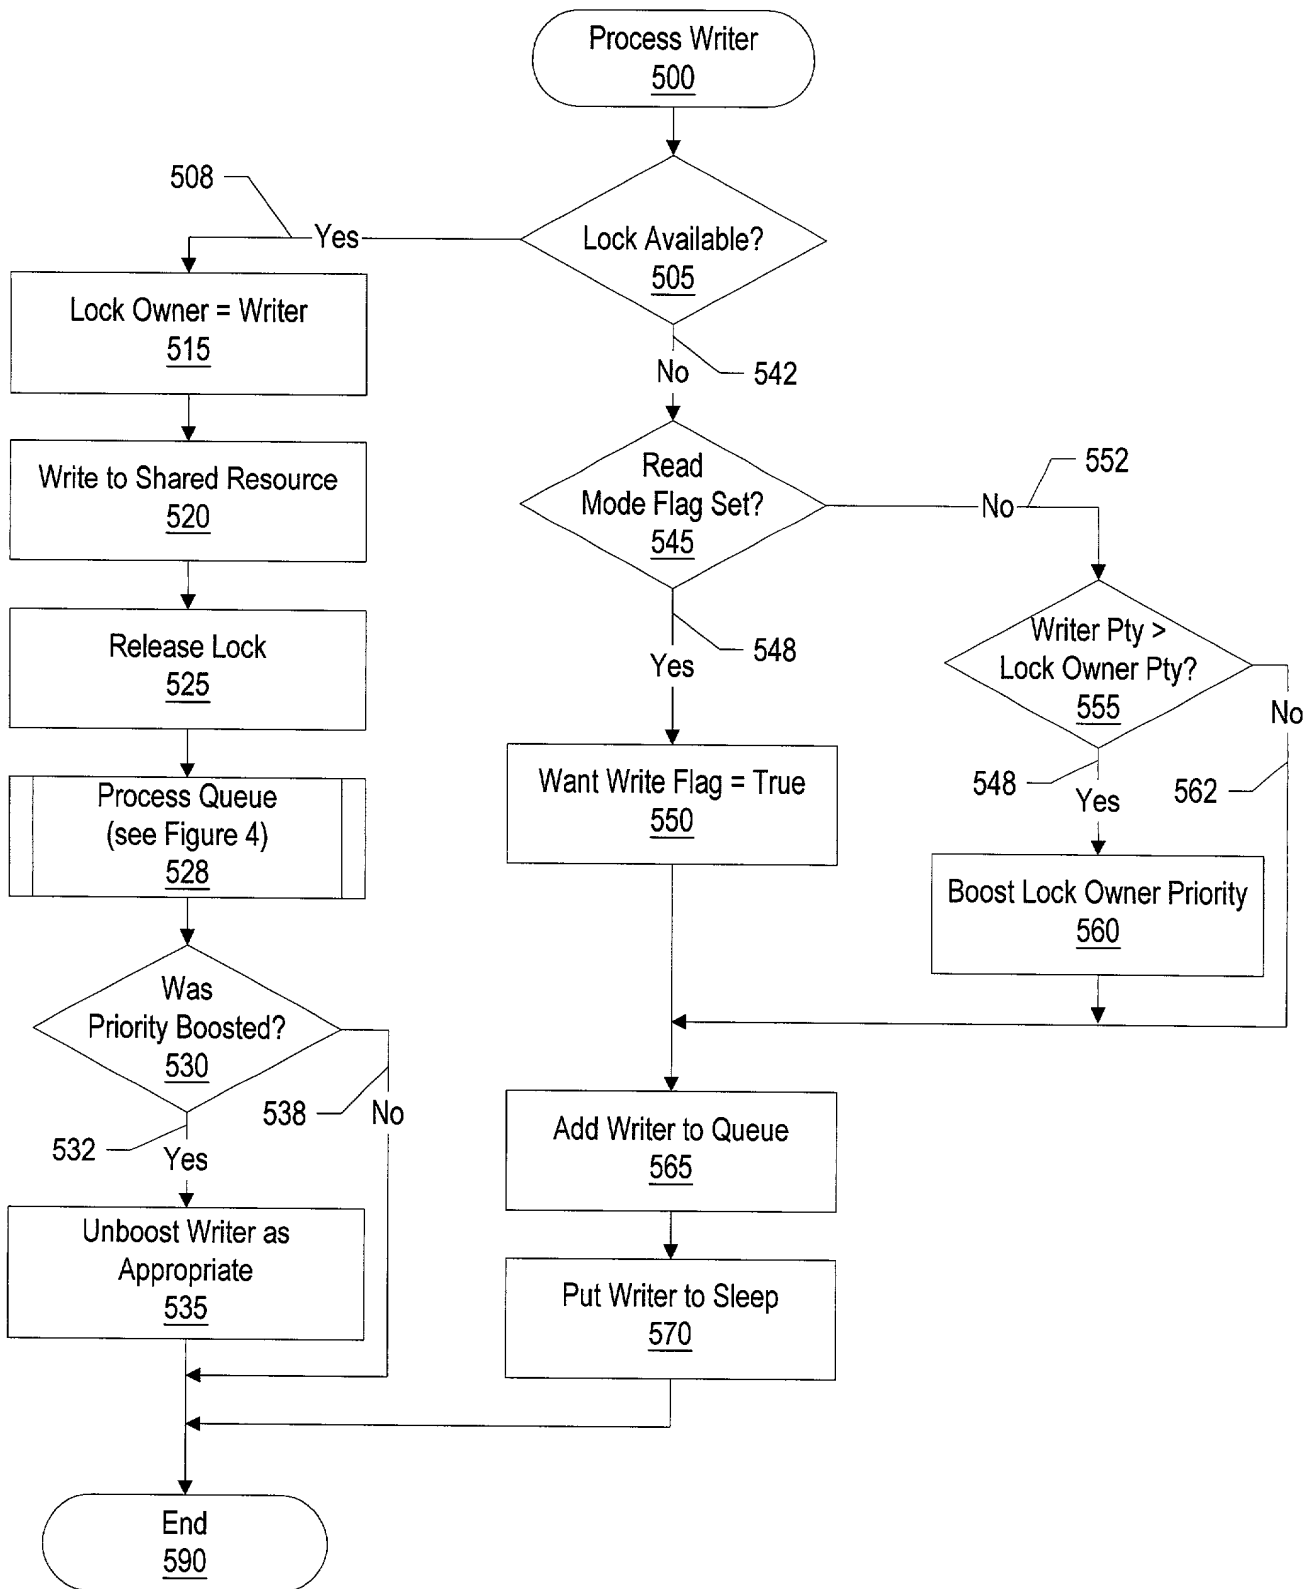 Process Writer
500
508
Yes
Lock Available?
505
Lock Owner = Writer
515
No
542
Write to Shared Resource
520
Read
Mode Flag Set?
545
No
552
Release Lock
525
Yes
548
Writer Pty >
Lock Owner Pty?
555
No
Process Queue
(see Figure 4)
528
Want Write Flag = True
550
548
Yes
562
Boost Lock Owner Priority
560
Was
Priority Boosted?
530
538
No
532
Yes
Add Writer to Queue
565
Unboost Writer as
Appropriate
535
Put Writer to Sleep
570
End
590